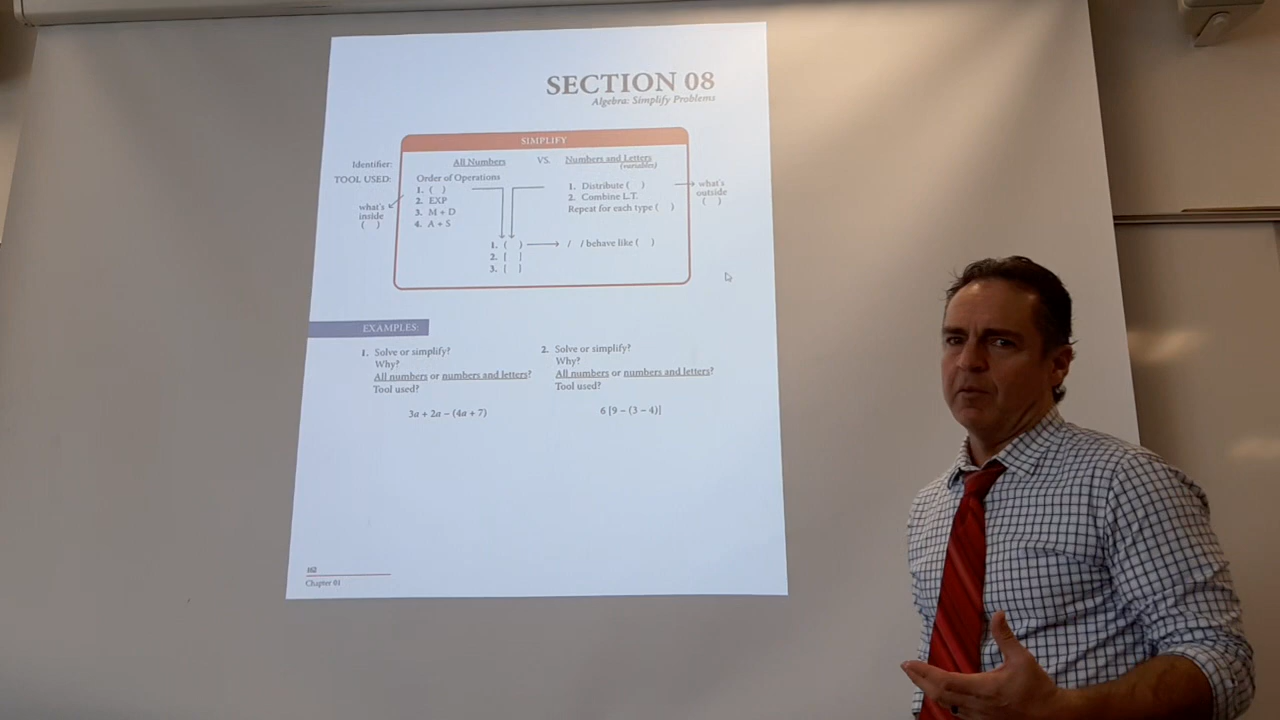 SECTION 08
Algebra: Simplify Problems
SIMPLIFY
Identifier:
All Numbers
VS.
Numbers and Letters
(variables)
TOOL USED:
Order of Operations
1. ( )
2. EXP
3. M + D
4. A + S
what's
inside
( )
1. Distribute ( )
2. Combine L.T.
Repeat for each type ( )
what's
outside
( )
1. ( )
/ / behave like ( )
2. [ ]
3. { }
EXAMPLES:
1. Solve or simplify?
Why?
All numbers or numbers and letters?
Tool used?
3a + 2a − (4a + 7)
2. Solve or simplify?
Why?
All numbers or numbers and letters?
Tool used?
6 [9 − (3 − 4)]
162
Chapter 01